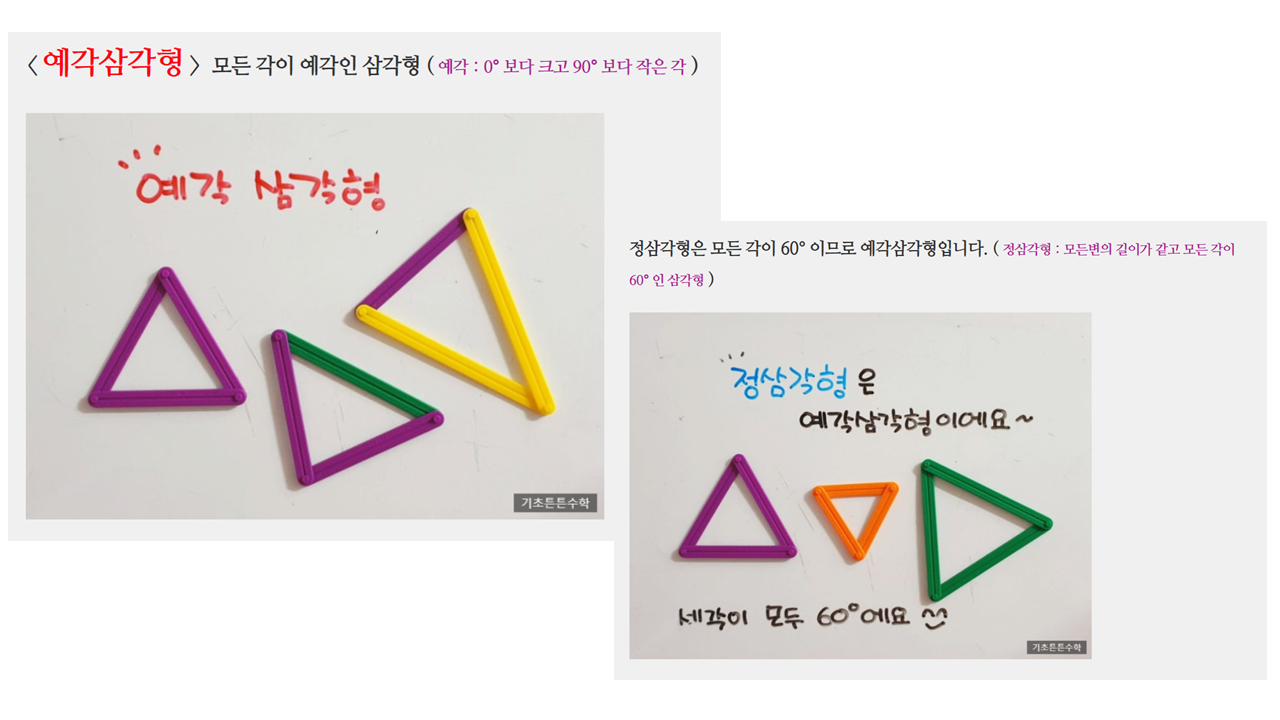 〈 예각삼각형 〉 모든 각이 예각인 삼각형 ( 예각 : 0° 보다 크고 90° 보다 작은 각 )
예각 삼각형
기초튼튼수학
정삼각형은 모든 각이 60° 이므로 예각삼각형입니다. ( 정삼각형 : 모든변의 길이가 같고 모든 각이
60° 인 삼각형 )
정삼각형은
예각삼각형이에요~
세각이 모두 60°에요
기초튼튼수학